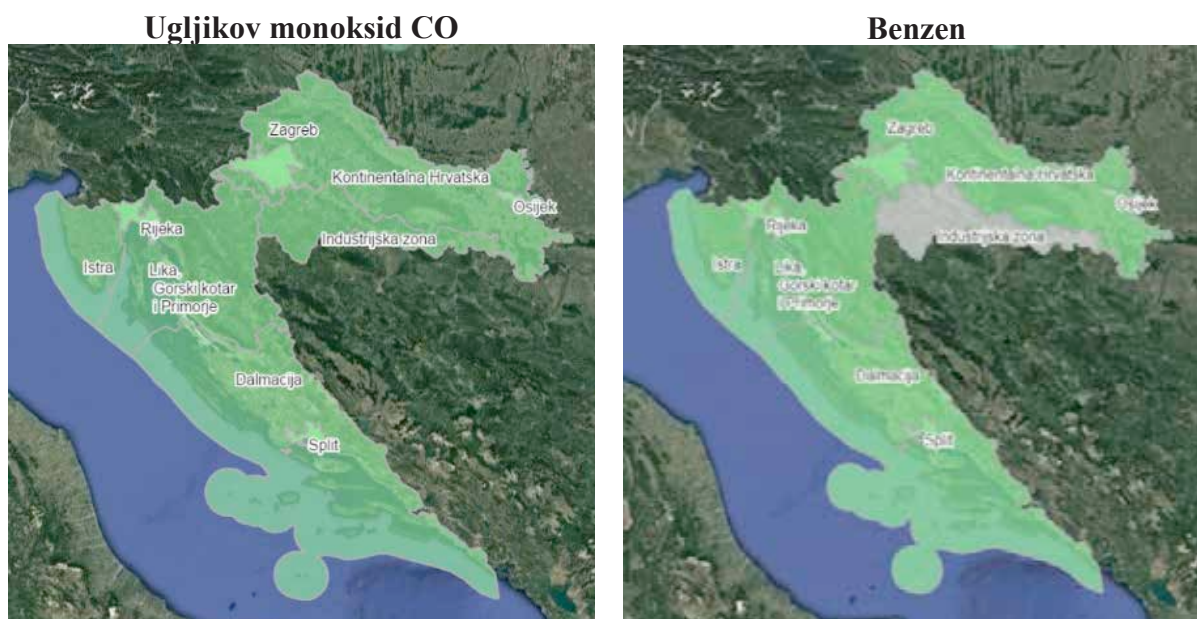 Ugljikov monoksid CO
Zagreb
Kontinentalna Hrvatska
Osijek
Rijeka
Industrijska zona
Istra
Lika,
Gorski kotar
i Primorje
Dalmacija
Split
Benzen
Zagreb
Kontinentalna Hrvatska
Osijek
Rijeka
Industrijska zona
Istra
Lika,
Gorski kotar
i Primorje
Dalmacija
Split